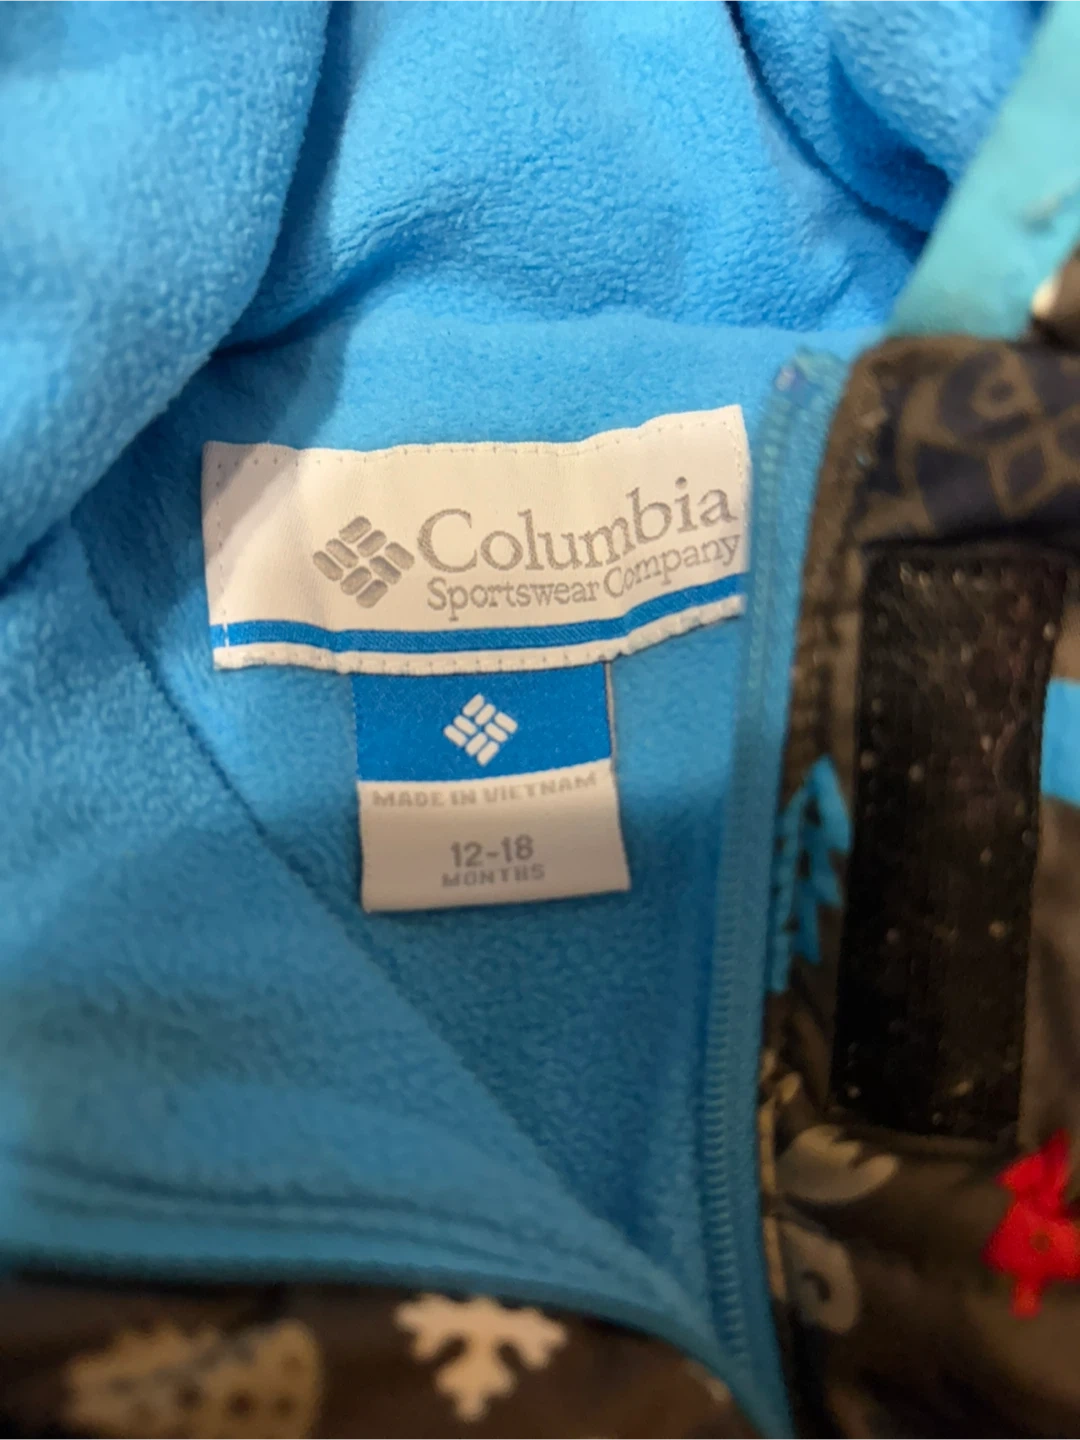 Columbia
Sportswear Company
MADE IN VIETNAM
12-18
MONTHS